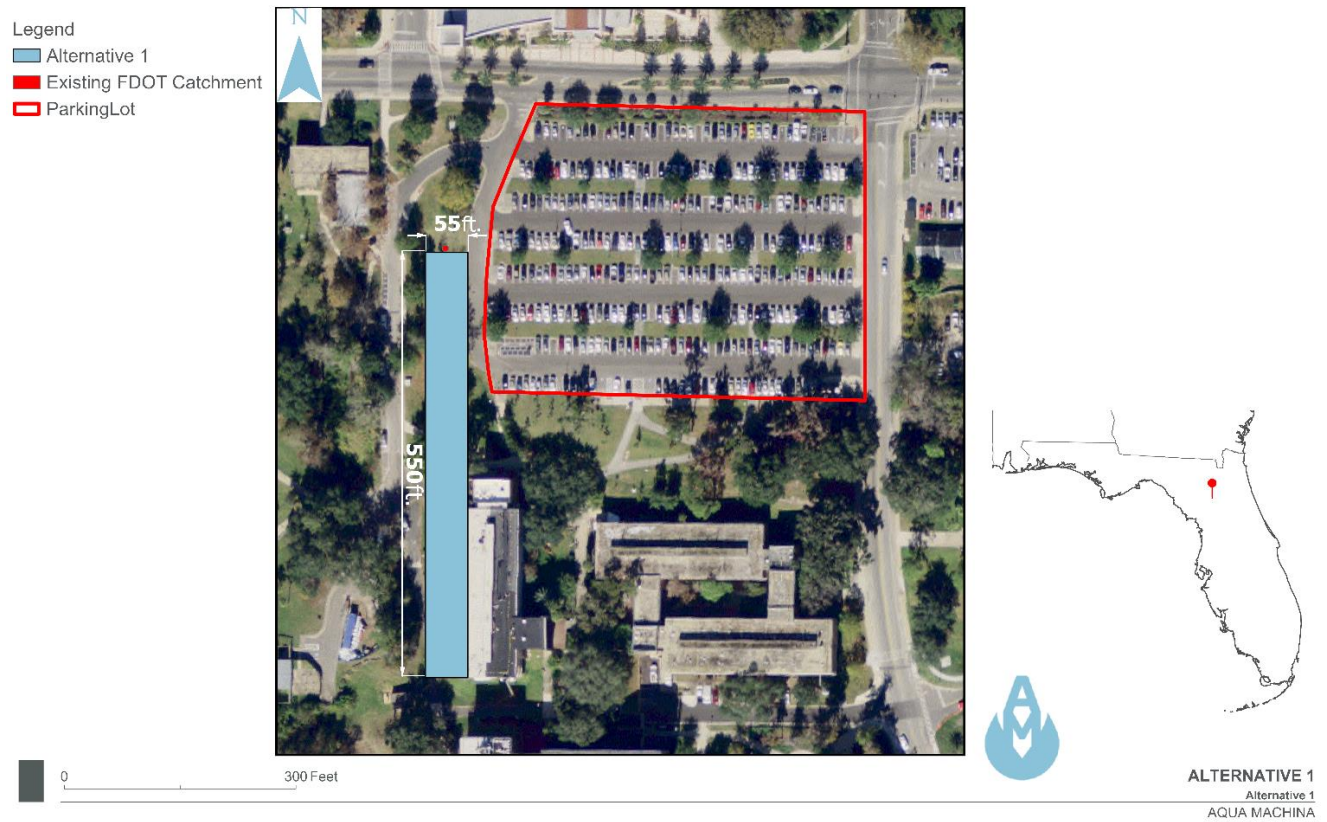 Legend
Alternative 1
Existing FDOT Catchment
ParkingLot
N
55ft.
550ft.
0 300 Feet
ALTERNATIVE 1
Alternative 1
AQUA MACHINA